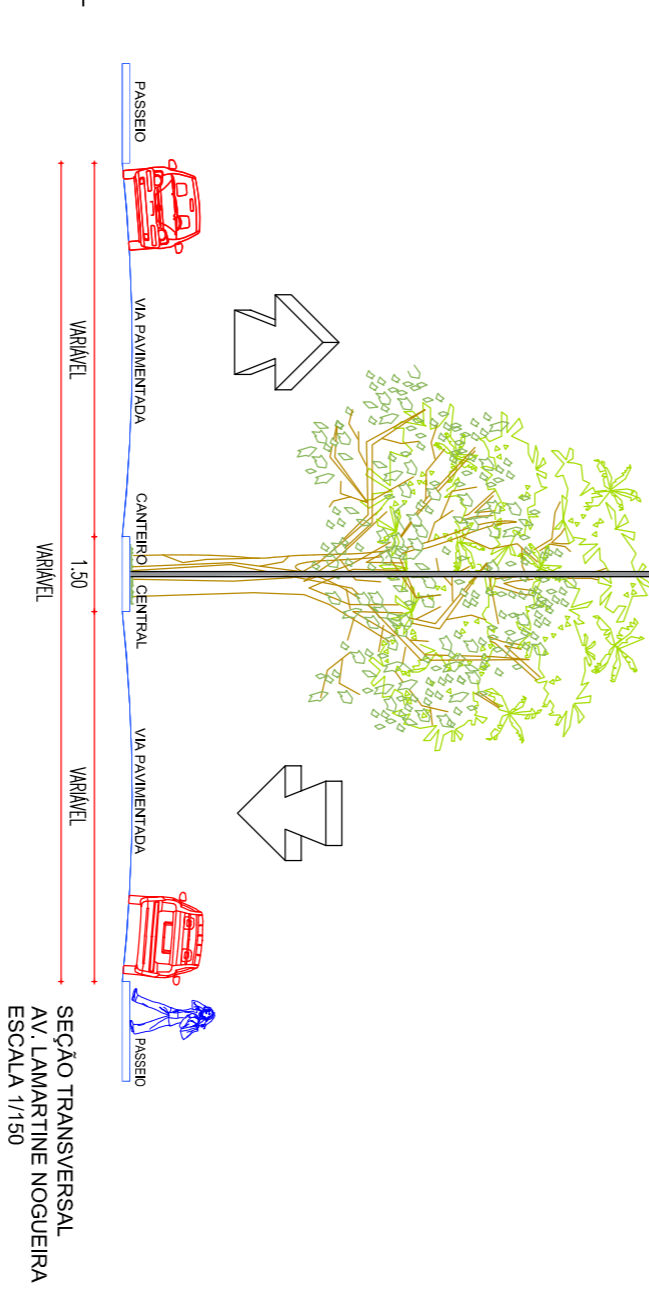 PASSEIO
VIA PAVIMENTADA
CANTEIRO CENTRAL
VIA PAVIMENTADA
PASSEIO
VARIÁVEL
1.50
VARIÁVEL
VARIÁVEL
SEÇÃO TRANSVERSAL
AV. LAMARTINE NOGUEIRA
ESCALA 1/150